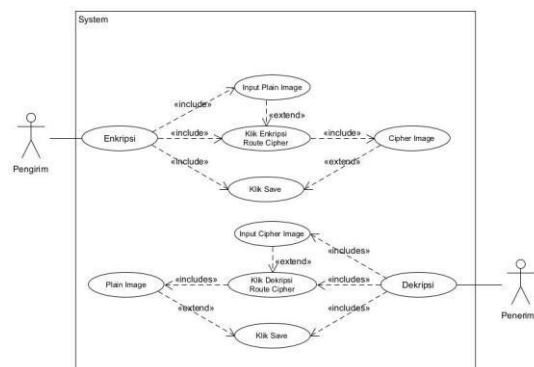 System
Input Plain Image
«include»
«extend»
Enkripsi
«include»
Klik Enkripsi
Route Cipher
«include»
Cipher Image
Pengirim
«include»
«extend»
Klik Save
Input Cipher Image
«includes»
«extend»
Plain Image
«includes»
Klik Dekripsi
Route Cipher
«includes»
Dekripsi
«extend»
«includes»
Penerim
Klik Save